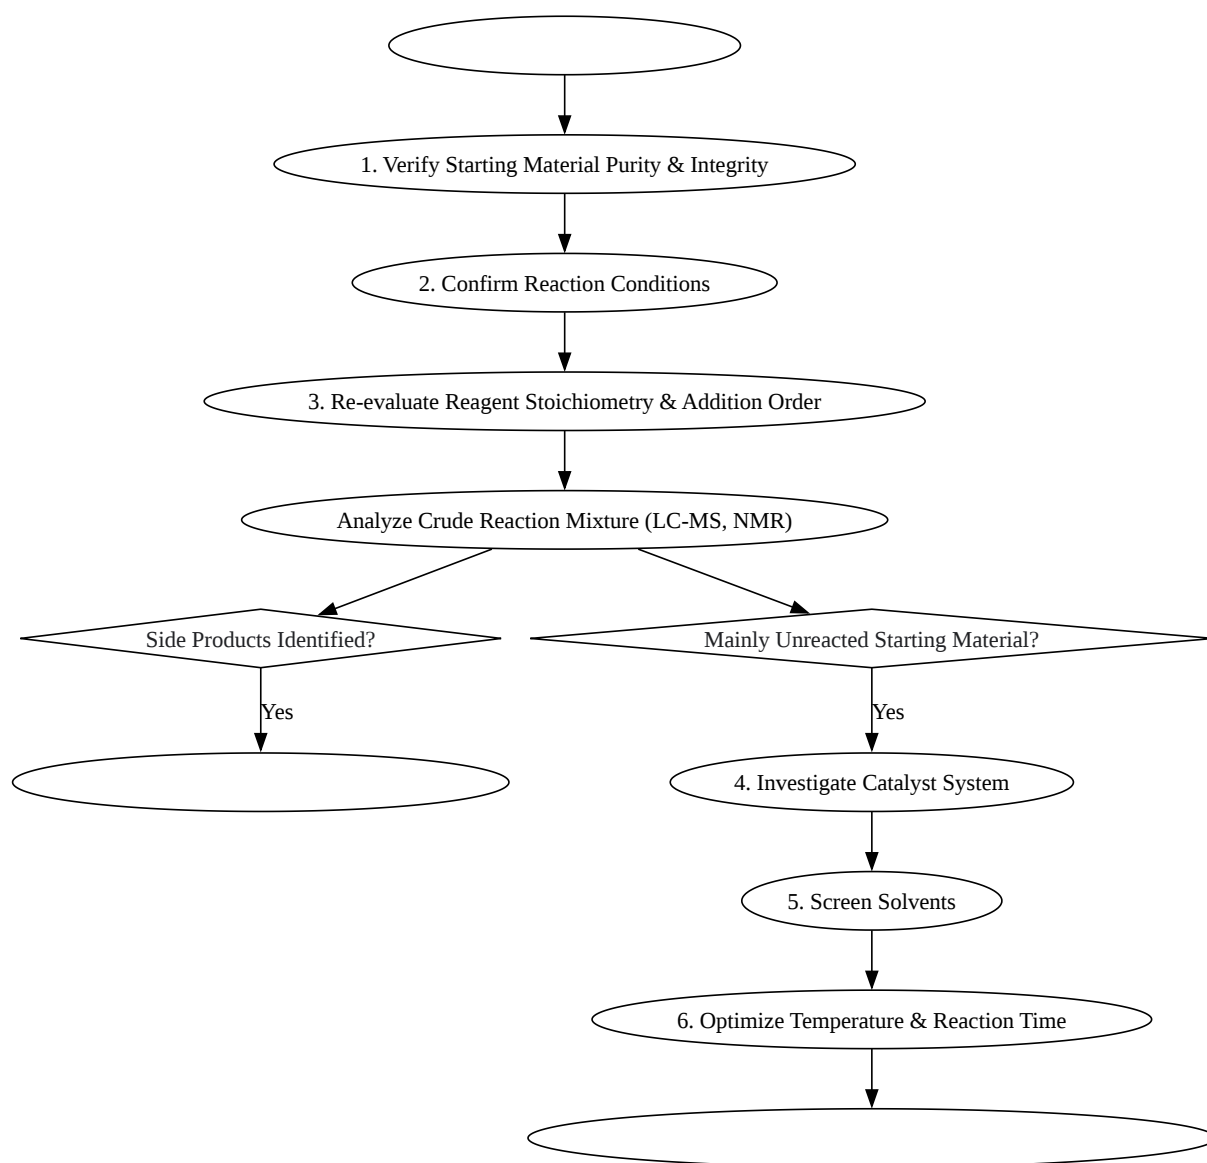 1. Verify Starting Material Purity & Integrity
2. Confirm Reaction Conditions
3. Re-evaluate Reagent Stoichiometry & Addition Order
Analyze Crude Reaction Mixture (LC-MS, NMR)
Side Products Identified?
Mainly Unreacted Starting Material?
Yes
Yes
4. Investigate Catalyst System
5. Screen Solvents
6. Optimize Temperature & Reaction Time